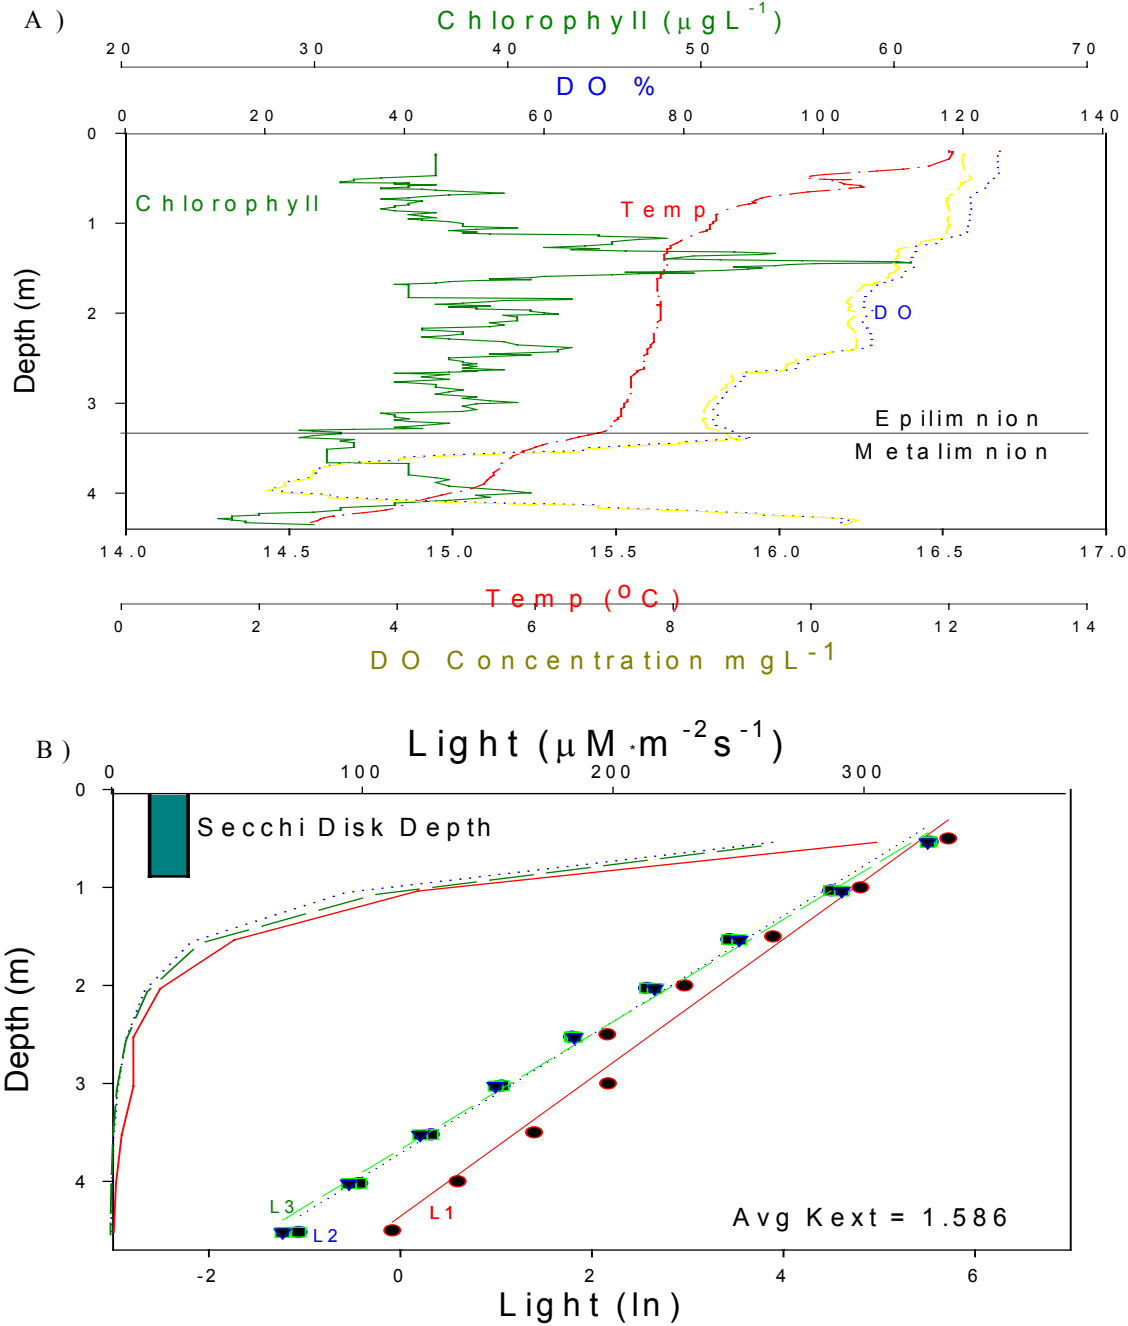 A )
Chlorophyll (μgL-1)
20 30 40 50 60 70
DO %
0 20 40 60 80 100 120 140
0
Chlorophyll
Temp
1
2
DO
3
Epilimnion
Metalimnion
4
Depth (m)
14.0 14.5 15.0 15.5 16.0 16.5 17.0
Temp (oC)
0 2 4 6 8 10 12 14
DO Concentration mgL-1
B )
Light (μM*m-2s-1)
0 100 200 300
0
Secchi Disk Depth
1
2
3
4
Depth (m)
L3
L2
L1
Avg Kext = 1.586
-2 0 2 4 6
Light (ln)